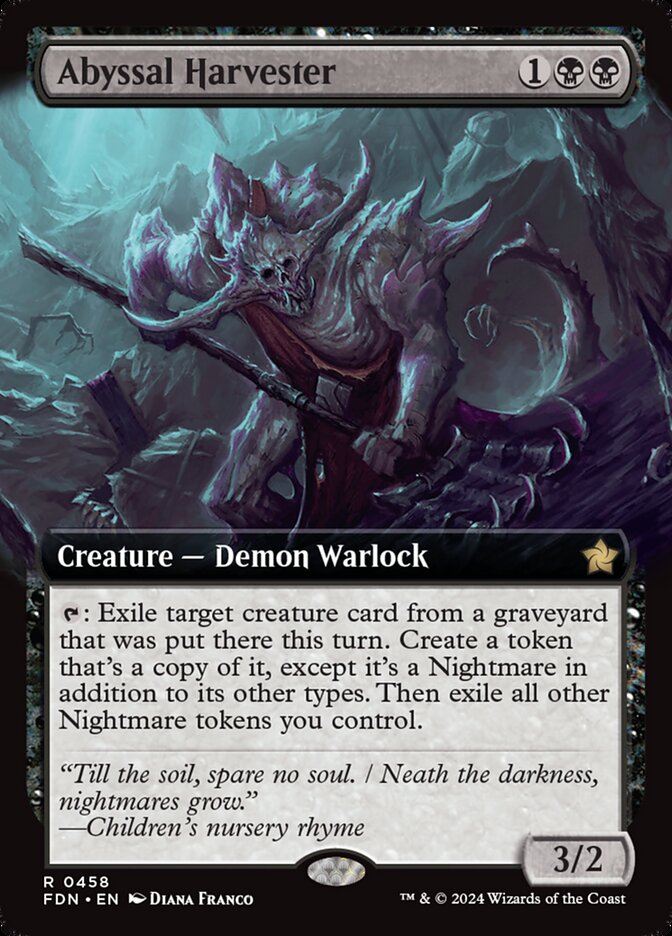 Abyssal Harvester 1
Creature — Demon Warlock
: Exile target creature card from a graveyard
that was put there this turn. Create a token
that's a copy of it, except it's a Nightmare in
addition to its other types. Then exile all other
Nightmare tokens you control.
“Till the soil, spare no soul. / Neath the darkness,
nightmares grow.”
—Children's nursery rhyme
3/2
R 0458
FDN • EN Diana Franco
™ & © 2024 Wizards of the Coast